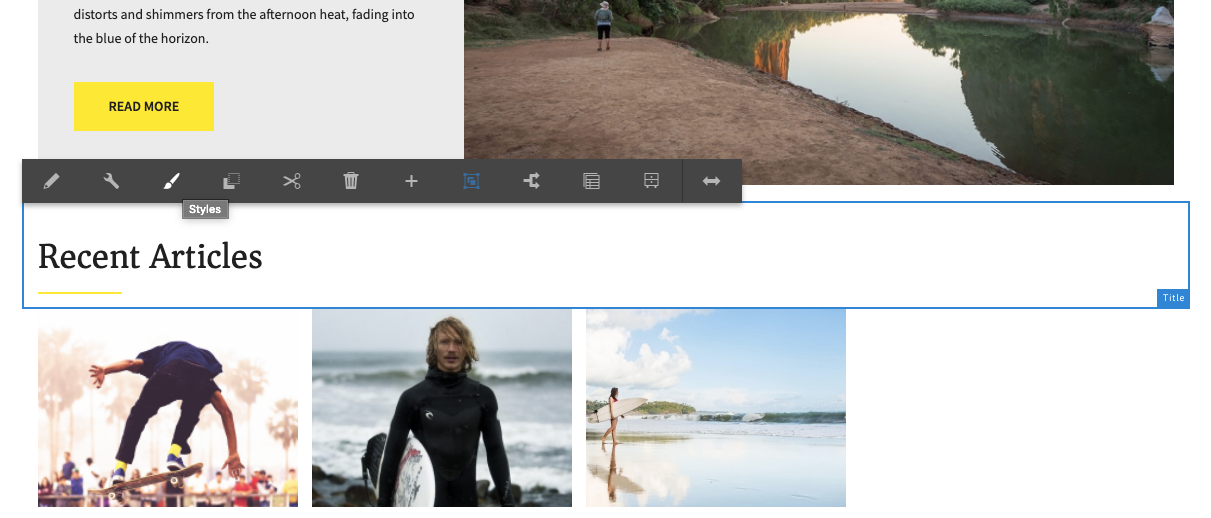 distorts and shimmers from the afternoon heat, fading into
the blue of the horizon.
READ MORE
Styles
Recent Articles
Title